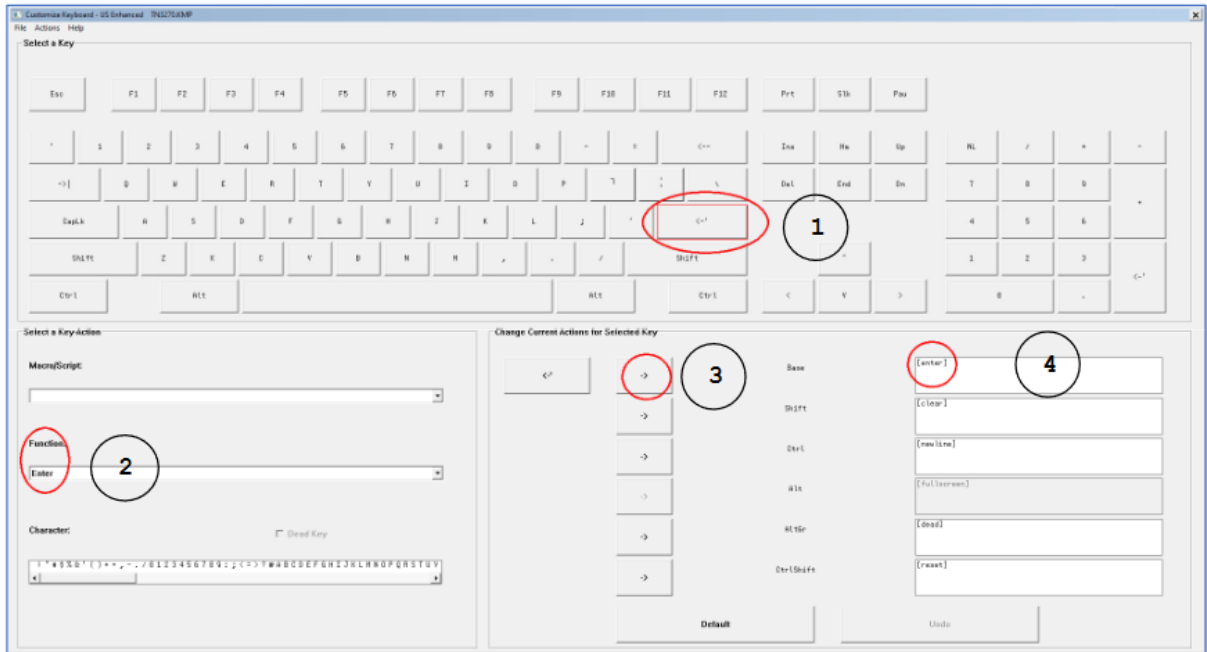 Customize Keyboard - US Enhanced TN3270.KMP
File Actions Help
Select a Key
Esc F1 F2 F3 F4 F5 F6 F7 F8 F9 F10 F11 F12 Prt Slk Pau
1 2 3 4 5 6 7 8 9 0 - = <-- Ins Hm Up NL / * -
->| Q W E R T Y U I O P \ Del End Dn 7 8 9 +
CapLk A S D F G H J K L ; ' <-' 1 4 5 6
Shift Z X C V B N M , . / Shift ^ 1 2 3 <-'
Ctrl Alt Alt Ctrl < V > 0 .
Select a Key-Action
Macro/Script:
Function:
Enter 2
Character:
Dead Key
!"#$%&'()*+,-./0123456789:;<=>?@ABCDEFGHIJKLMNOPQRSTUV
Change Current Actions for Selected Key
<-' -> 3 Base [enter] 4
-> Shift [clear]
-> Ctrl [newline]
-> Alt [fullscreen]
-> AltGr [dead]
-> CtrlShift [reset]
Default Undo